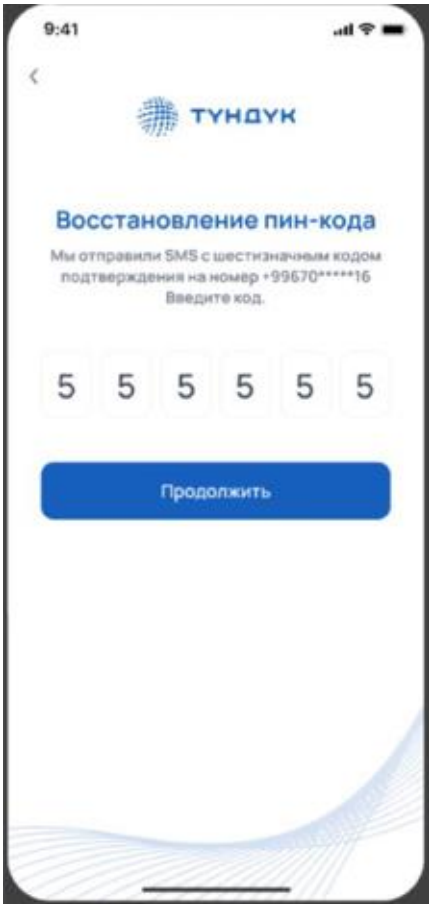 9:41
ТҮНДҮК
Восстановление пин-кода
Мы отправили SMS с шестизначным кодом
подтверждения на номер +99670*****16
Введите код.
5 5 5 5 5 5
Продолжить